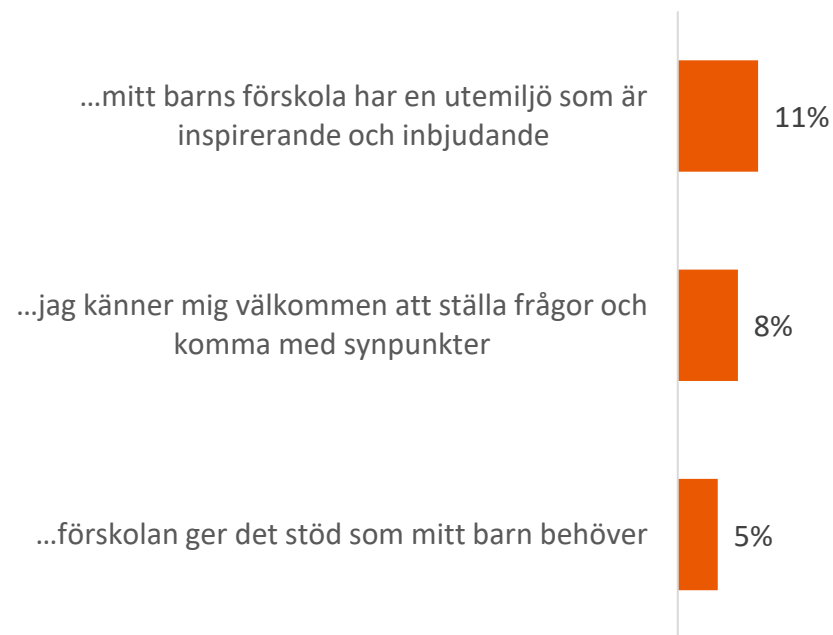 ...mitt barns förskola har en utemiljö som är
inspirerande och inbjudande
11%
...jag känner mig välkommen att ställa frågor och
komma med synpunkter
8%
...förskolan ger det stöd som mitt barn behöver
5%